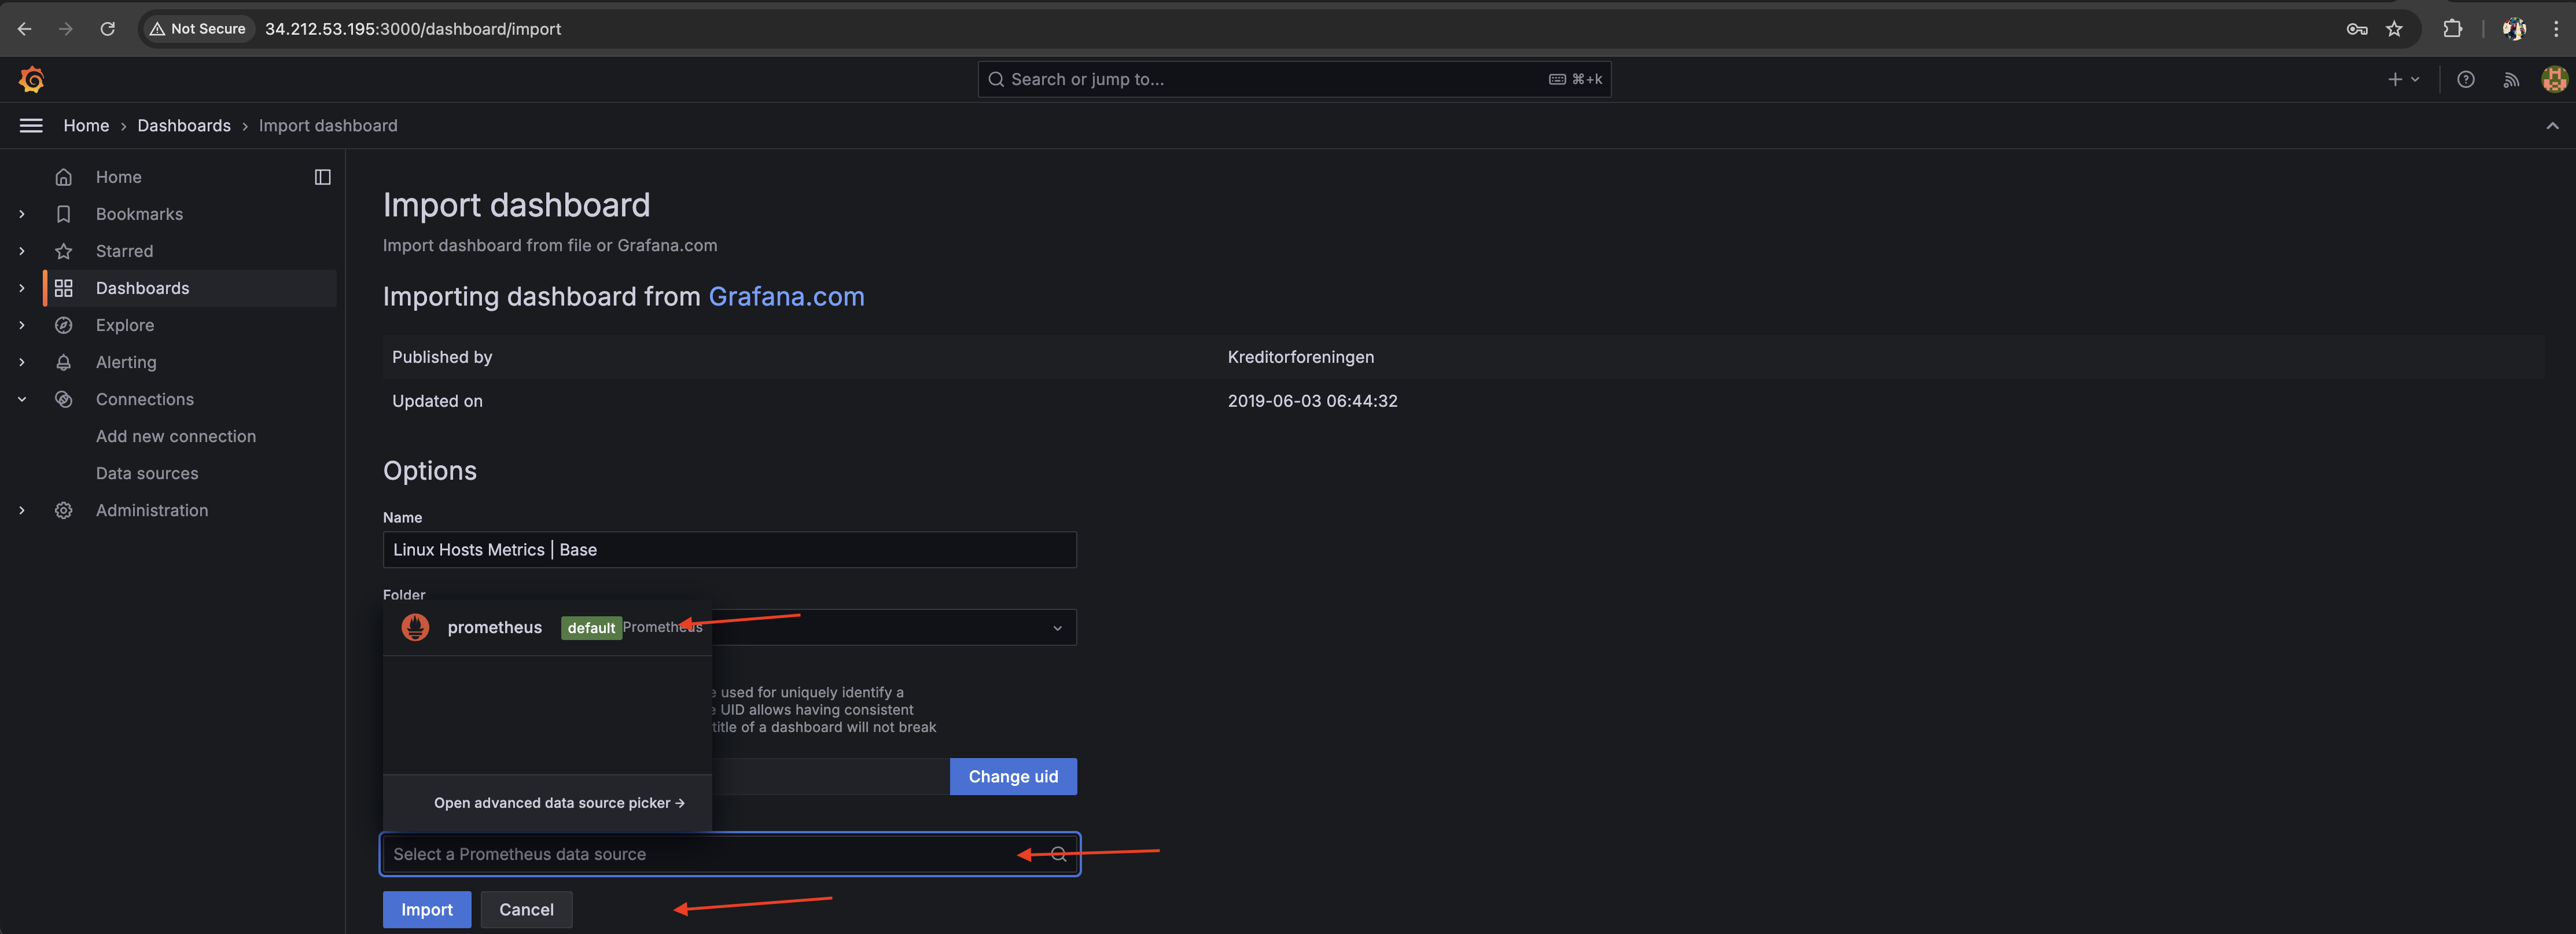 Not Secure 34.212.53.195:3000/dashboard/import
Search or jump to... ⌘+k
Home › Dashboards › Import dashboard
Home
Bookmarks
Starred
Dashboards
Explore
Alerting
Connections
Add new connection
Data sources
Administration
Import dashboard
Import dashboard from file or Grafana.com
Importing dashboard from Grafana.com
Published by Kreditorforeningen
Updated on 2019-06-03 06:44:32
Options
Name
Linux Hosts Metrics | Base
Folder
prometheus default Prometheus
used for uniquely identify a
UID allows having consistent
title of a dashboard will not break
Change uid
Open advanced data source picker →
Select a Prometheus data source
Import Cancel